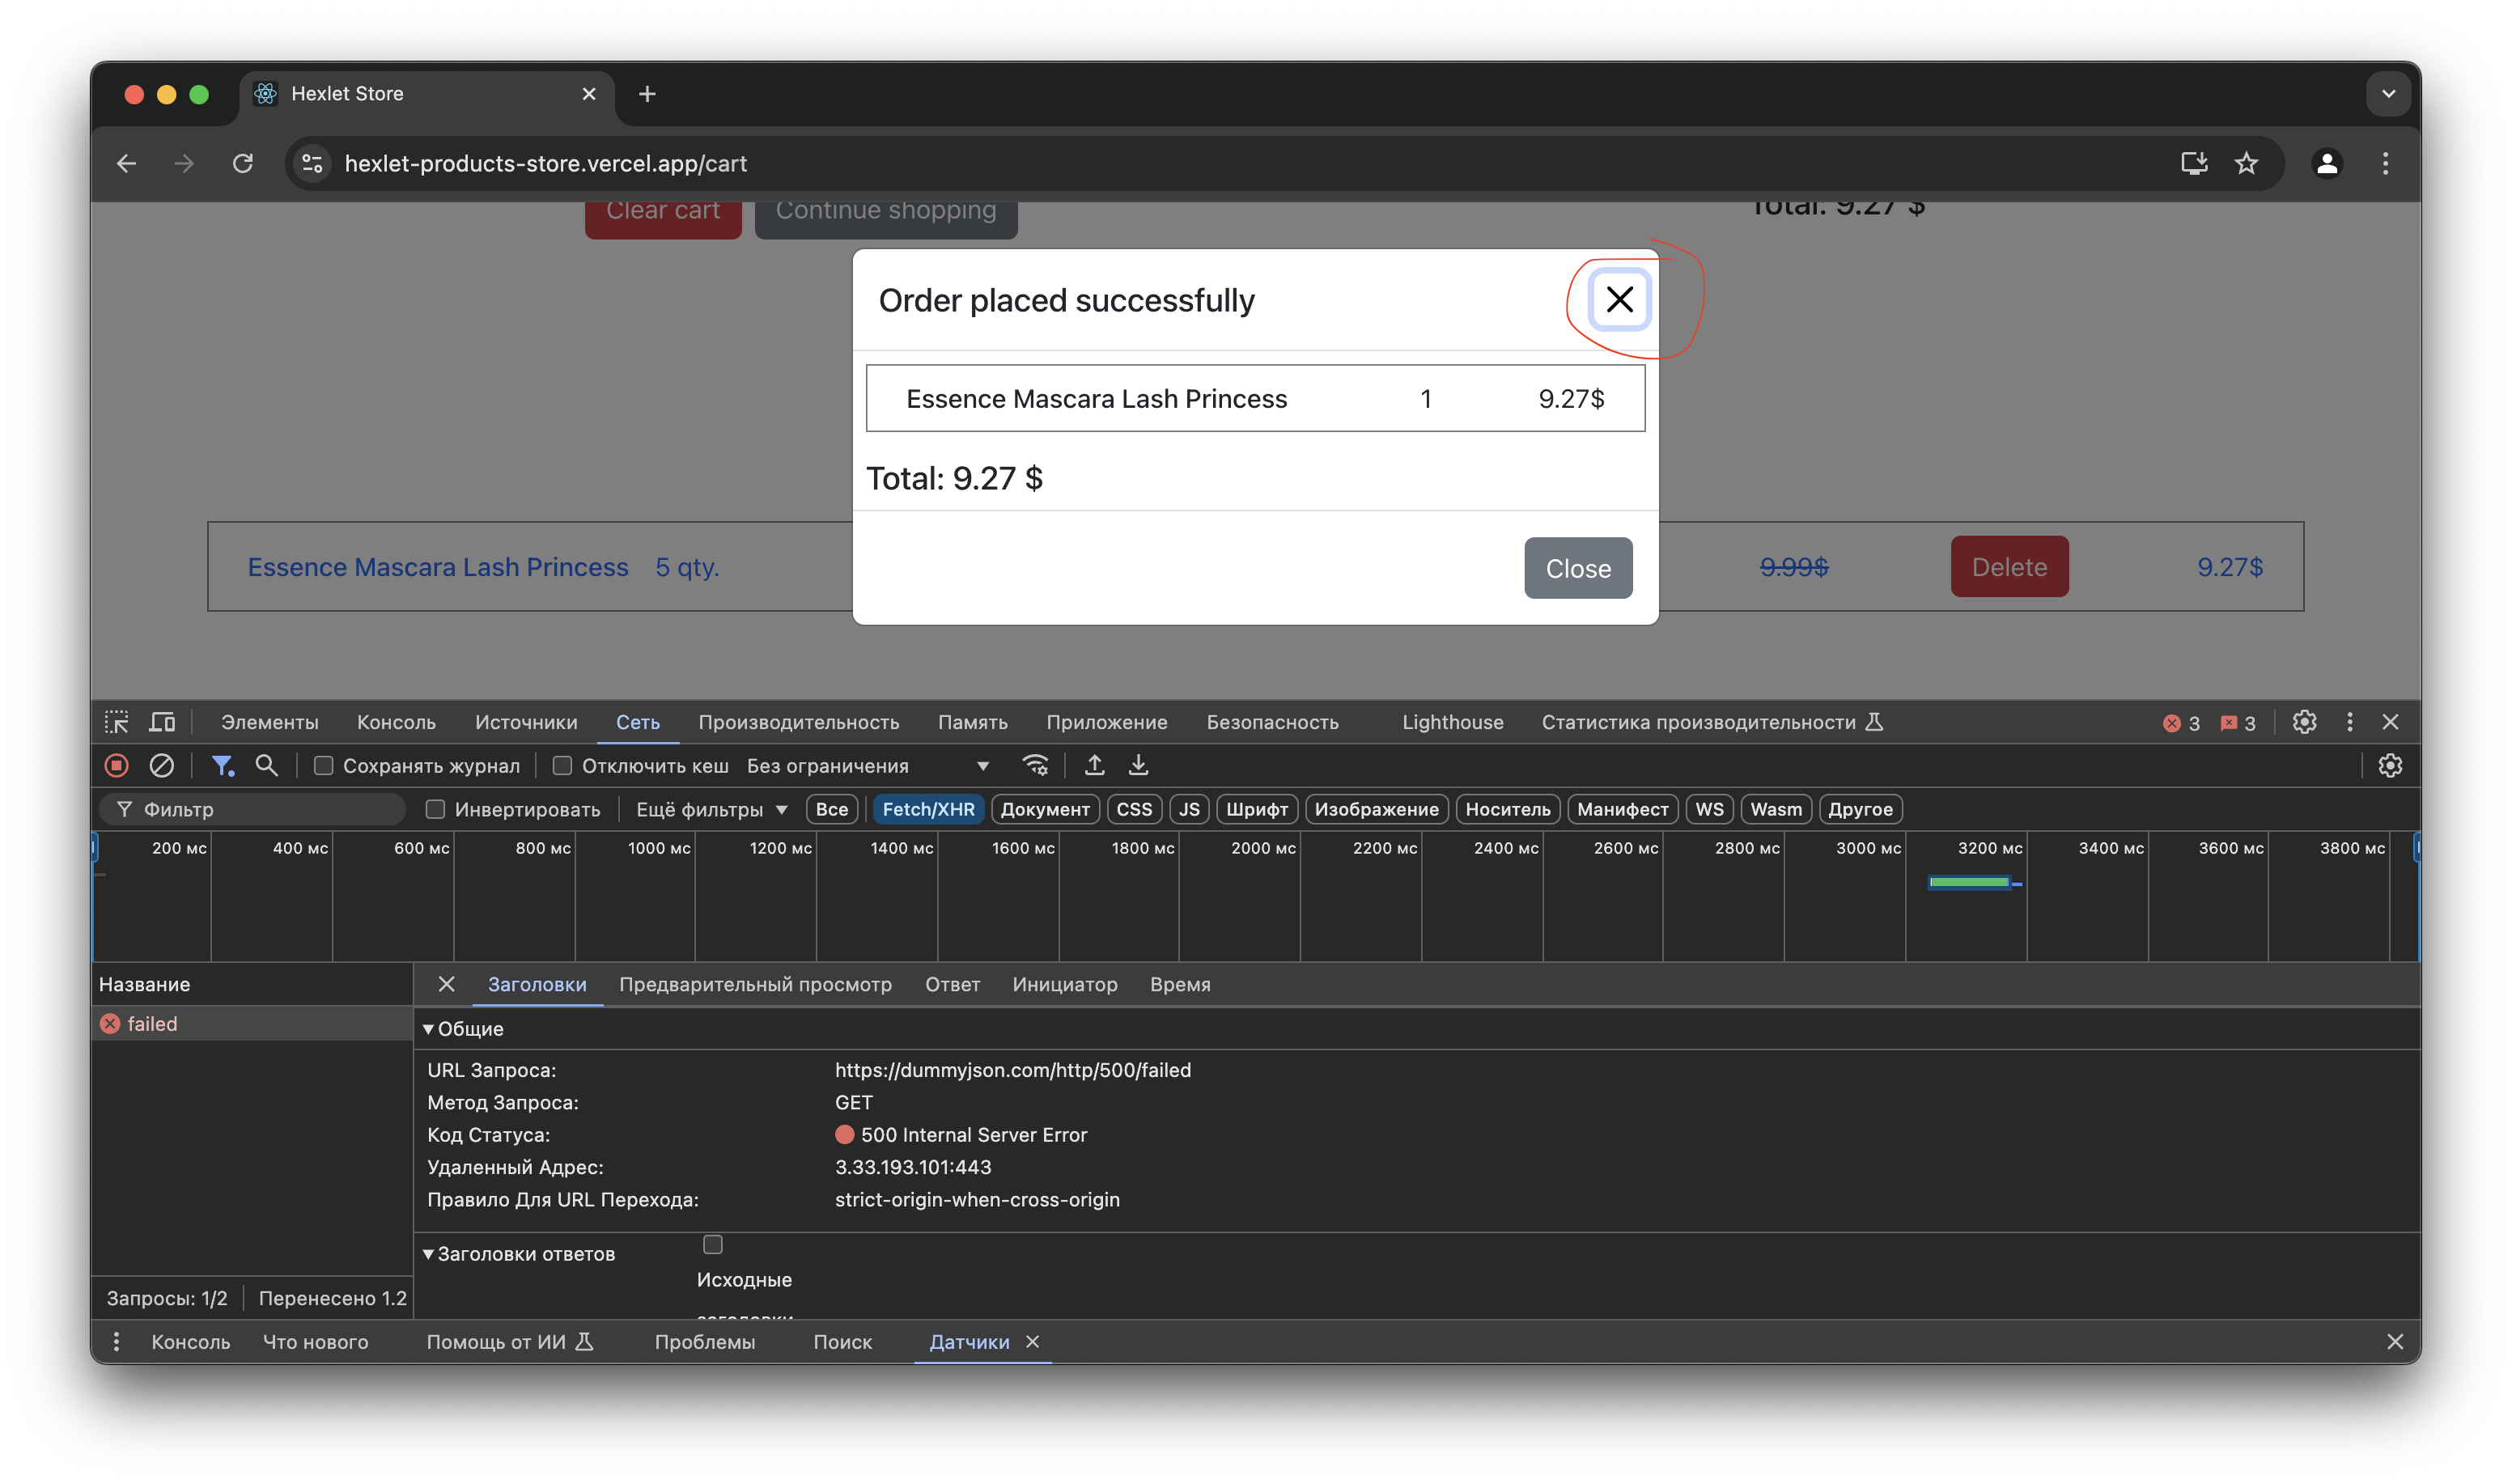 Hexlet Store
hexlet-products-store.vercel.app/cart
Clear cart Continue shopping Total: 9.27 $
Order placed successfully
Essence Mascara Lash Princess 1 9.27$
Total: 9.27 $
Essence Mascara Lash Princess 5 qty. 9.99$ Delete 9.27$
Close
Элементы Консоль Источники Сеть Производительность Память Приложение Безопасность Lighthouse Статистика производительности 3 3
Сохранять журнал Отключить кеш Без ограничения
Фильтр Инвертировать Ещё фильтры Все Fetch/XHR Документ CSS JS Шрифт Изображение Носитель Манифест WS Wasm Другое
200 мс 400 мс 600 мс 800 мс 1000 мс 1200 мс 1400 мс 1600 мс 1800 мс 2000 мс 2200 мс 2400 мс 2600 мс 2800 мс 3000 мс 3200 мс 3400 мс 3600 мс 3800 мс
Название Заголовки Предварительный просмотр Ответ Инициатор Время
failed
Общие
URL Запроса: https://dummyjson.com/http/500/failed
Метод Запроса: GET
Код Статуса: 500 Internal Server Error
Удаленный Адрес: 3.33.193.101:443
Правило Для URL Перехода: strict-origin-when-cross-origin
Заголовки ответов
Исходные
заголовки
Запросы: 1/2 Перенесено 1.2
Консоль Что нового Помощь от ИИ Проблемы Поиск Датчики